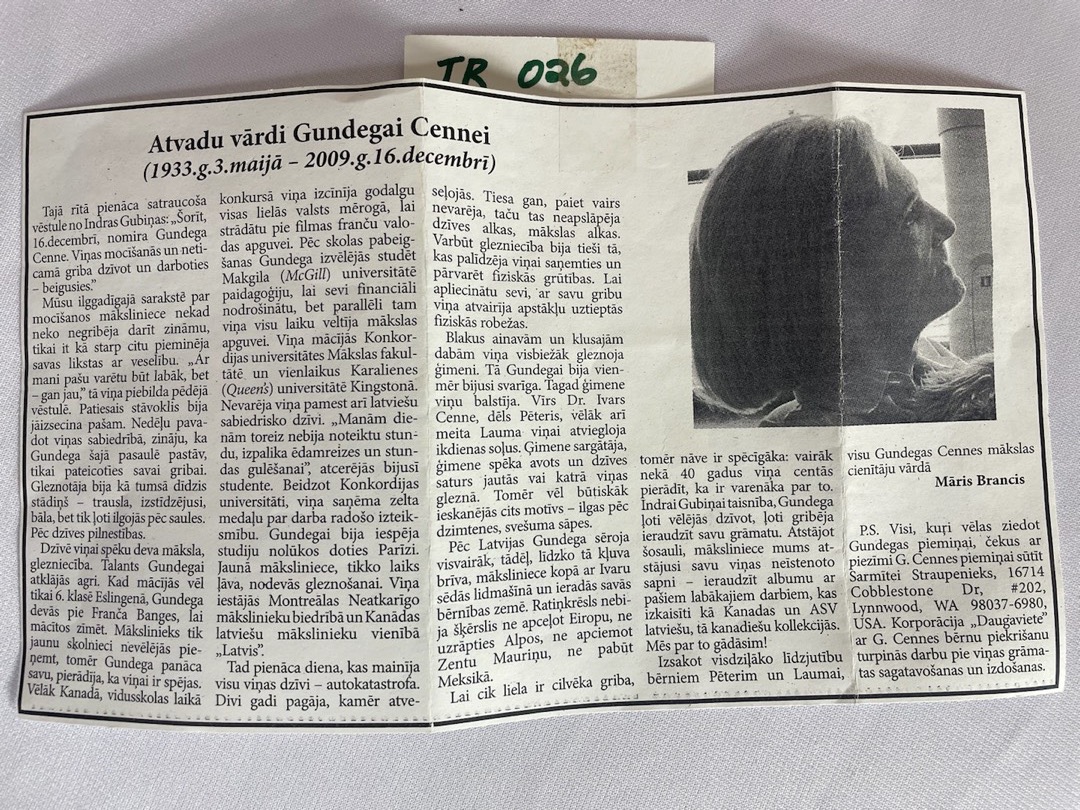 TR 026
Atvadu vārdi Gundegai Cennei
(1933.g.3.maijā – 2009.g.16.decembrī)
Tajā rītā pienāca satraucoša
vēstule no Indras Gubiņas: „Šorīt,
16.decembrī, nomira Gundega
Cenne. Viņas mocīšanās un neti-
camā griba dzīvot un darboties
– beigusies.”
Mūsu ilggadīgajā sarakstē par
mocīšanos māksliniece nekad
neko negribēja darīt zināmu,
tikai it kā starp citu pieminēja
savas likstas ar veselību. „Ar
mani pašu varētu būt labāk, bet
– gan jau,” tā viņa piebilda pēdējā
vēstulē. Patiesais stāvoklis bija
jāizsecina pašam. Nedēļu pava-
dot viņas sabiedrībā, zināju, ka
Gundega šajā pasaulē pastāv,
tikai pateicoties savai gribai.
Gleznotāja bija kā tumsā dīdzis
stādiņš – trausla, izstīdzējusi,
bāla, bet tik ļoti ilgojās pēc saules.
Pēc dzīves pilnestības.
Dzīvē viņai spēku deva māksla,
glezniecība. Talants Gundegai
atklājās agri. Kad mācijās vēl
tikai 6. klasē Eslingenā, Gundega
devās pie Franča Banges, lai
mācītos zīmēt. Mākslinieks tik
jaunu skolnieci nevēlējās pie-
ņemt, tomēr Gundega panāca
savu, pierādīja, ka viņai ir spējas.
Vēlāk Kanadā, vidusskolas laikā
konkursā viņa izcīnīja godalgu
visas lielās valsts mērogā, lai
strādātu pie filmas franču valo-
das apguvei. Pēc skolas pabeig-
šanas Gundega izvēlējās studēt
Makgila (McGill) universitātē
paidagoģiju, lai sevi financiāli
nodrošinātu, bet parallēli tam
viņa visu laiku veltīja mākslas
apguvei. Viņa mācījās Konkor-
dijas universitātes Mākslas fakul-
tātē un vienlaikus Karalienes
(Queen's) universitātē Kingstonā.
Nevarēja viņa pamest arī latviešu
sabiedrisko dzīvi. „Manām die-
nām toreiz nebija noteiktu stun-
du, izpalika ēdamreizes un stun-
das gulēšanai”, atcerējās bijusī
studente. Beidzot Konkordijas
universitāti, viņa saņēma zelta
medaļu par darba radošo izteik-
smību. Gundegai bija iespēja
studiju nolūkos doties Parīzi.
Jaunā māksliniece, tikko laiks
ļāva, nodevās gleznošanai. Viņa
iestājās Montreālas Neatkarīgo
mākslinieku biedrībā un Kanādas
latviešu mākslinieku vienībā
„Latvis”.
Tad pienāca diena, kas mainīja
visu viņas dzīvi – autokatastrofa.
Divi gadi pagāja, kamēr atve-
seļojās. Tiesa gan, paiet vairs
nevarēja, taču tas neapslāpēja
dzīves alkas, mākslas alkas.
Varbūt glezniecība bija tieši tā,
kas palīdzēja viņai saņemties un
pārvarēt fiziskās grūtības. Lai
apliecinātu sevi, ar savu gribu
viņa atvairīja apstākļu uztieptās
fiziskās robežas.
Blakus ainavām un klusajām
dabām viņa visbiežāk gleznoja
ģimeni. Tā Gundegai bija vien-
mēr bijusi svarīga. Tagad ģimene
viņu balstīja. Vīrs Dr. Ivars
Cenne, dēls Pēteris, vēlāk arī
meita Lauma viņai atviegloja
ikdienas soļus. Ģimene sargātāja,
ģimene spēka avots un dzīves
saturs jautās vai katrā viņas
gleznā. Tomēr vēl būtiskāk
ieskanējās cits motīvs – ilgas pēc
dzimtenes, svešuma sāpes.
Pēc Latvijas Gundega sēroja
visvairāk, tādēļ, līdzko tā kļuva
brīva, māksliniece kopā ar Ivaru
sēdās lidmašīnā un ieradās savās
bērnības zemē. Ratiņkrēsls nebi-
ja šķērslis ne apceļot Eiropu, ne
uzrāpties Alpos, ne apciemot
Zentu Mauriņu, ne pabūt
Meksikā.
Lai cik liela ir cilvēka griba,
tomēr nāve ir spēcīgāka: vairāk
nekā 40 gadus viņa centās
pierādīt, ka ir varenāka par to.
Indrai Gubiņai taisnība, Gundega
ļoti vēlējās dzīvot, ļoti gribēja
ieraudzīt savu grāmatu. Atstājot
šosauli, māksliniece mums at-
stājusi savu viņas neīstenoto
sapni – ieraudzīt albumu ar
pašiem labākajiem darbiem, kas
izkaisīti kā Kanadas un ASV
latviešu, tā kanadiešu kollekcijās.
Mēs par to gādāsim!
Izsakot visdziļāko līdzjutību
bērniem Pēterim un Laumai,
visu Gundegas Cennes mākslas
cienītāju vārdā
Māris Brancis
P.S. Visi, kuŗi vēlas ziedot
Gundegas piemiņai, čekus ar
piezīmi G. Cennes piemiņai sūtīt
Sarmītei Straupenieks, 16714
Cobblestone Dr, #202,
Lynnwood, WA 98037-6980,
USA. Korporācija „Daugaviete”
ar G. Cennes bērnu piekrišanu
turpinās darbu pie viņas grāma-
tas sagatavošanas un izdošanas.